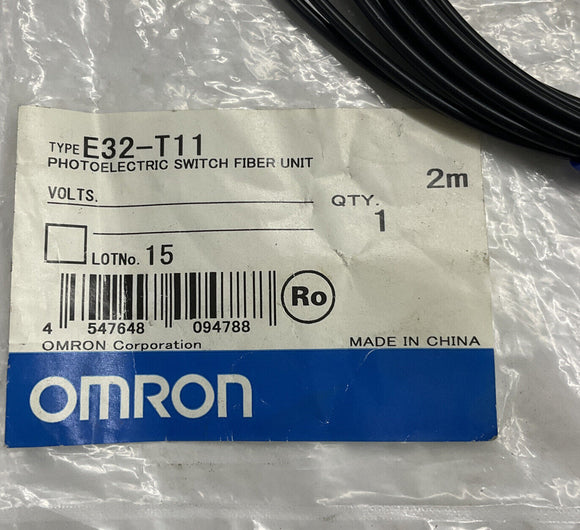 TYPE E32-T11
PHOTOELECTRIC SWITCH FIBER UNIT
2m
VOLTS.
QTY.
1
LOTNo. 15
Ro
4 547648 094788
OMRON Corporation
MADE IN CHINA
OMRON